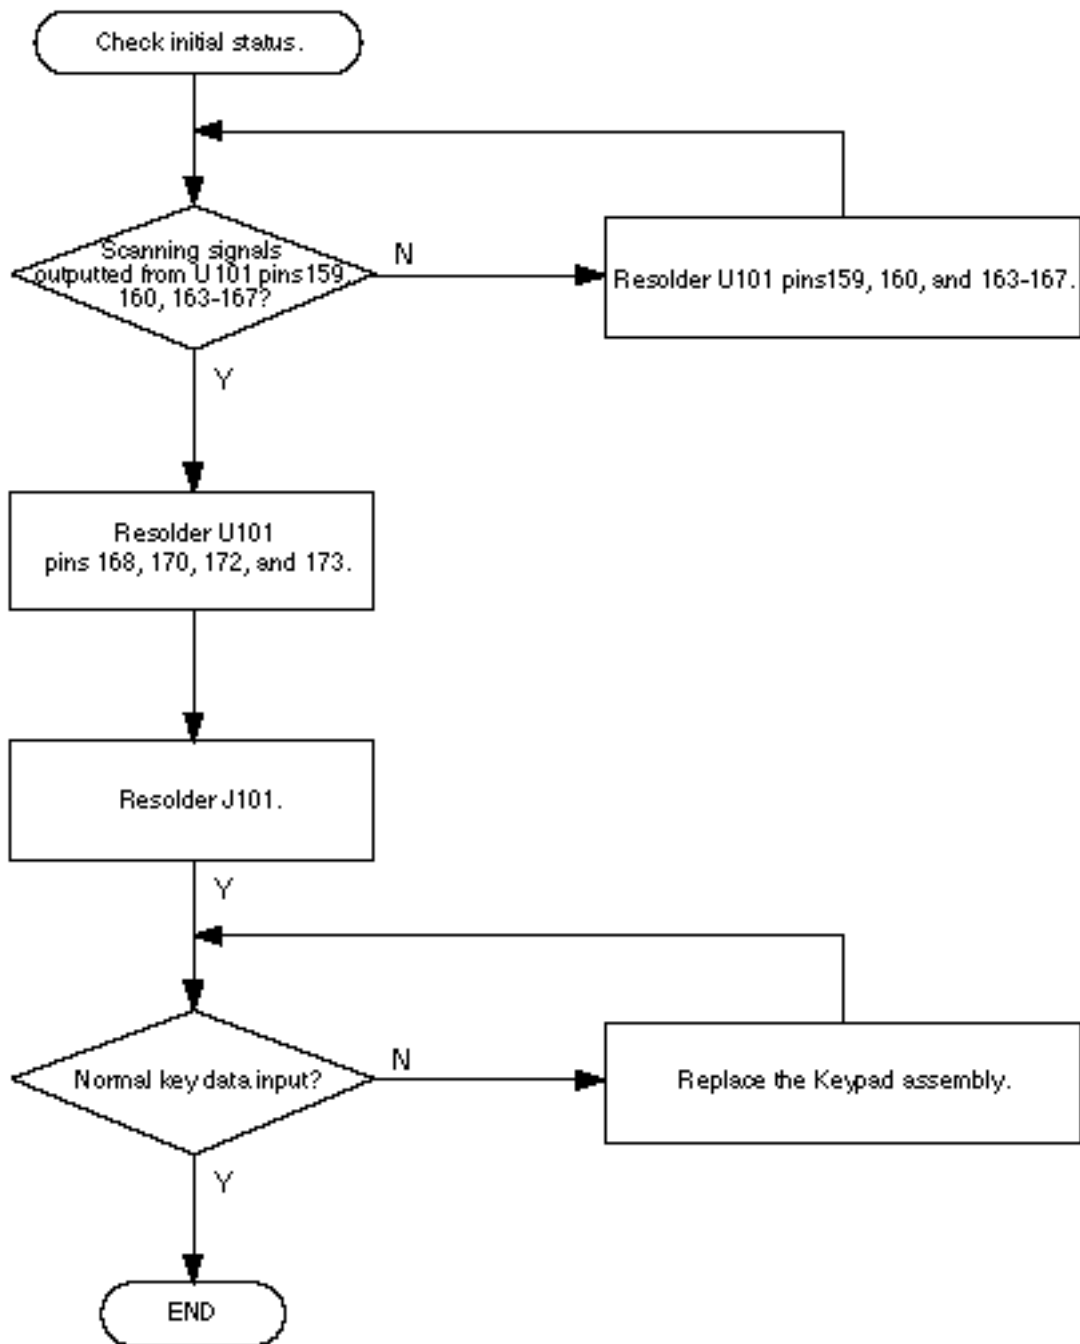 Check initial status.
Scanning signals
outputted from U101 pins159
160, 163-167?
N
Resolder U101 pins159, 160, and 163-167.
Y
Resolder U101
pins 168, 170, 172, and 173.
Resolder J101.
Y
Normal key data input?
N
Replace the Keypad assembly.
Y
END